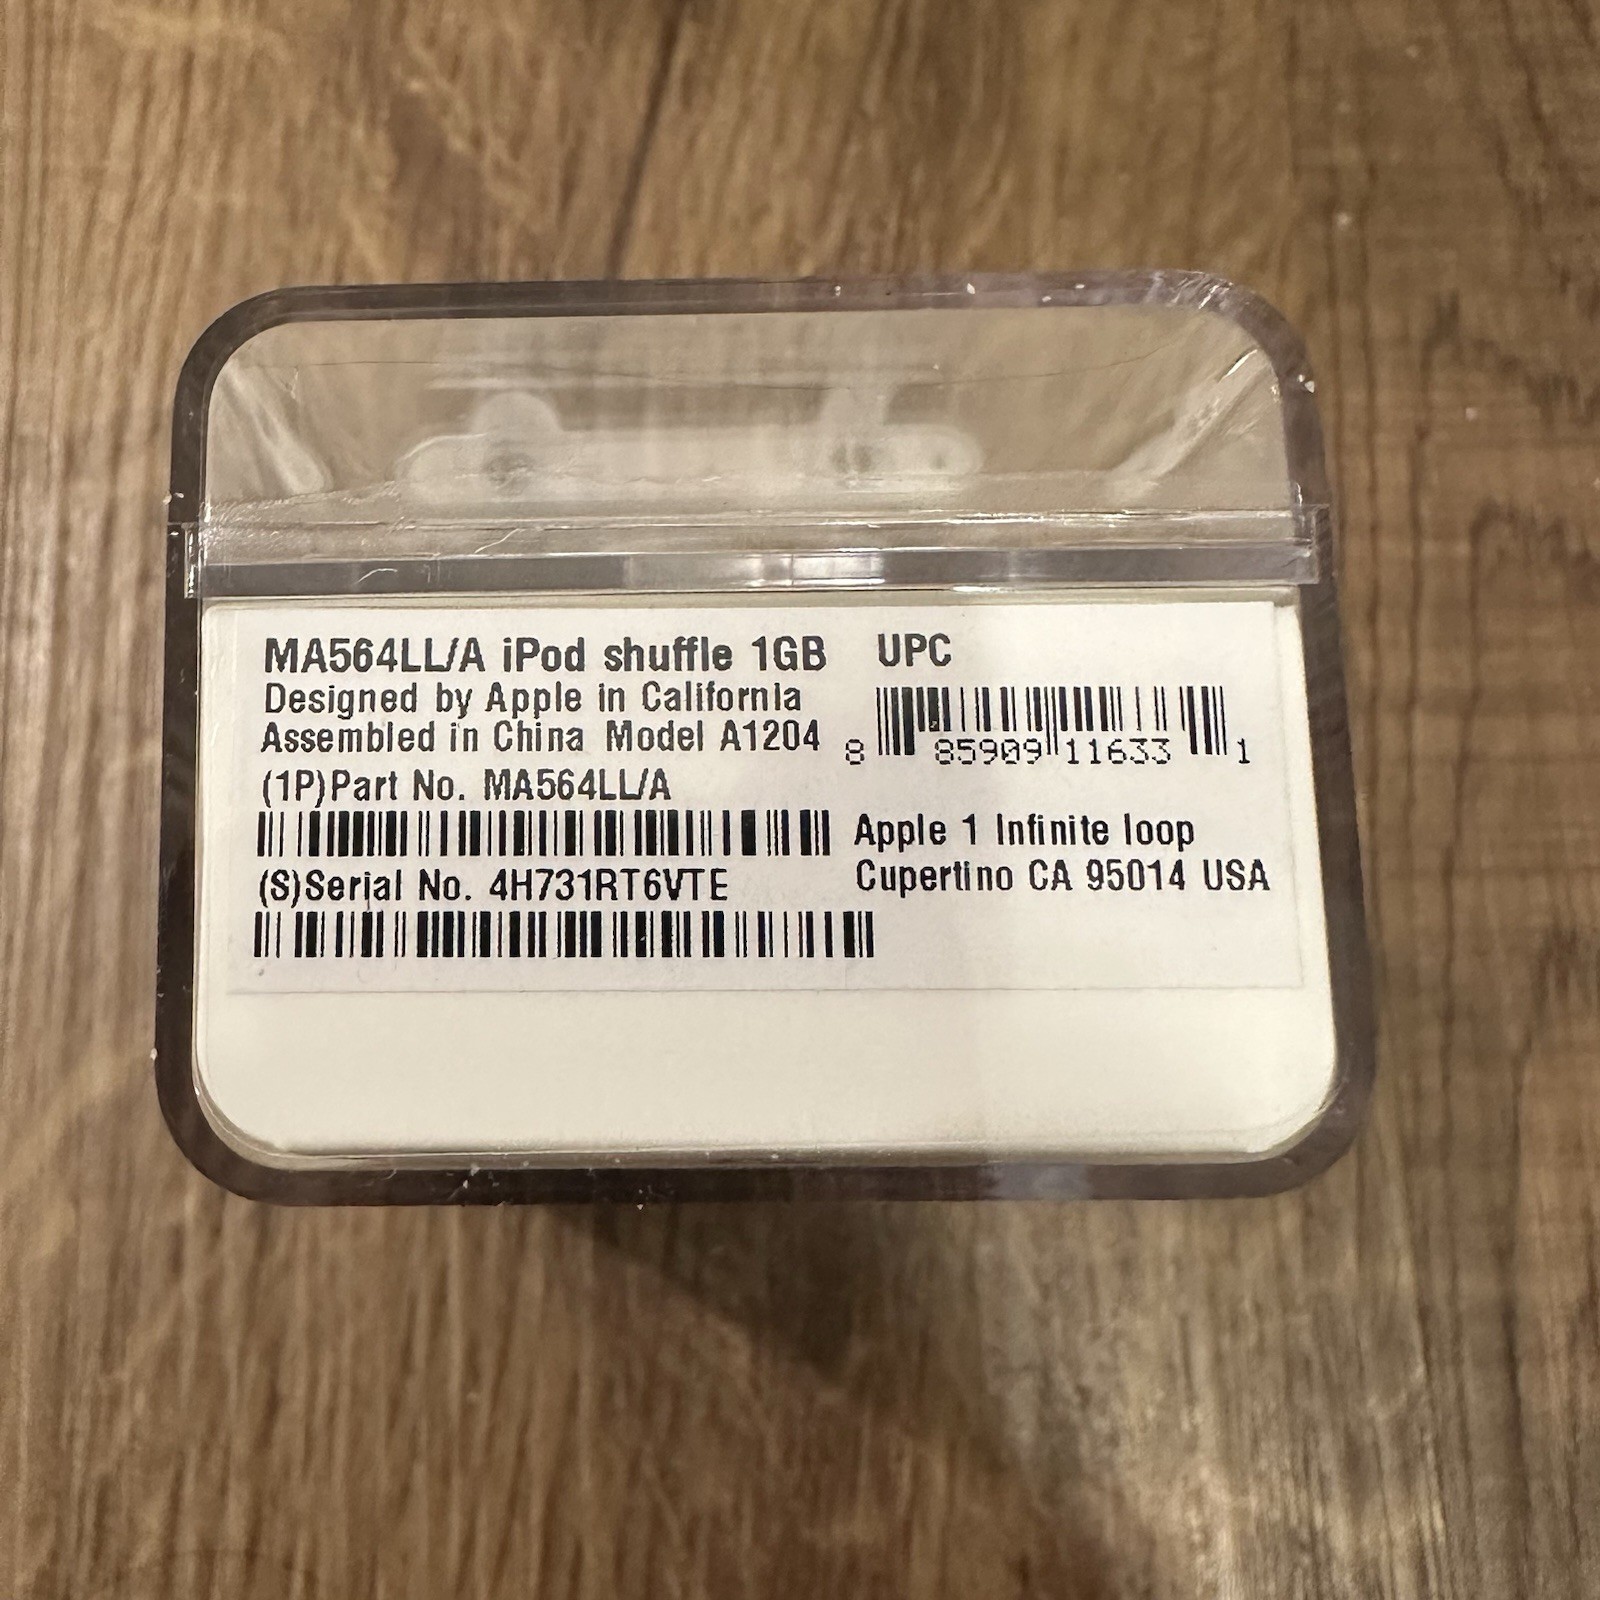 MA564LL/A iPod shuffle 1GB
Designed by Apple in California
Assembled in China Model A1204
(1P)Part No. MA564LL/A
(S)Serial No. 4H731RT6VTE
UPC
8 85909 11633 1
Apple 1 Infinite loop
Cupertino CA 95014 USA